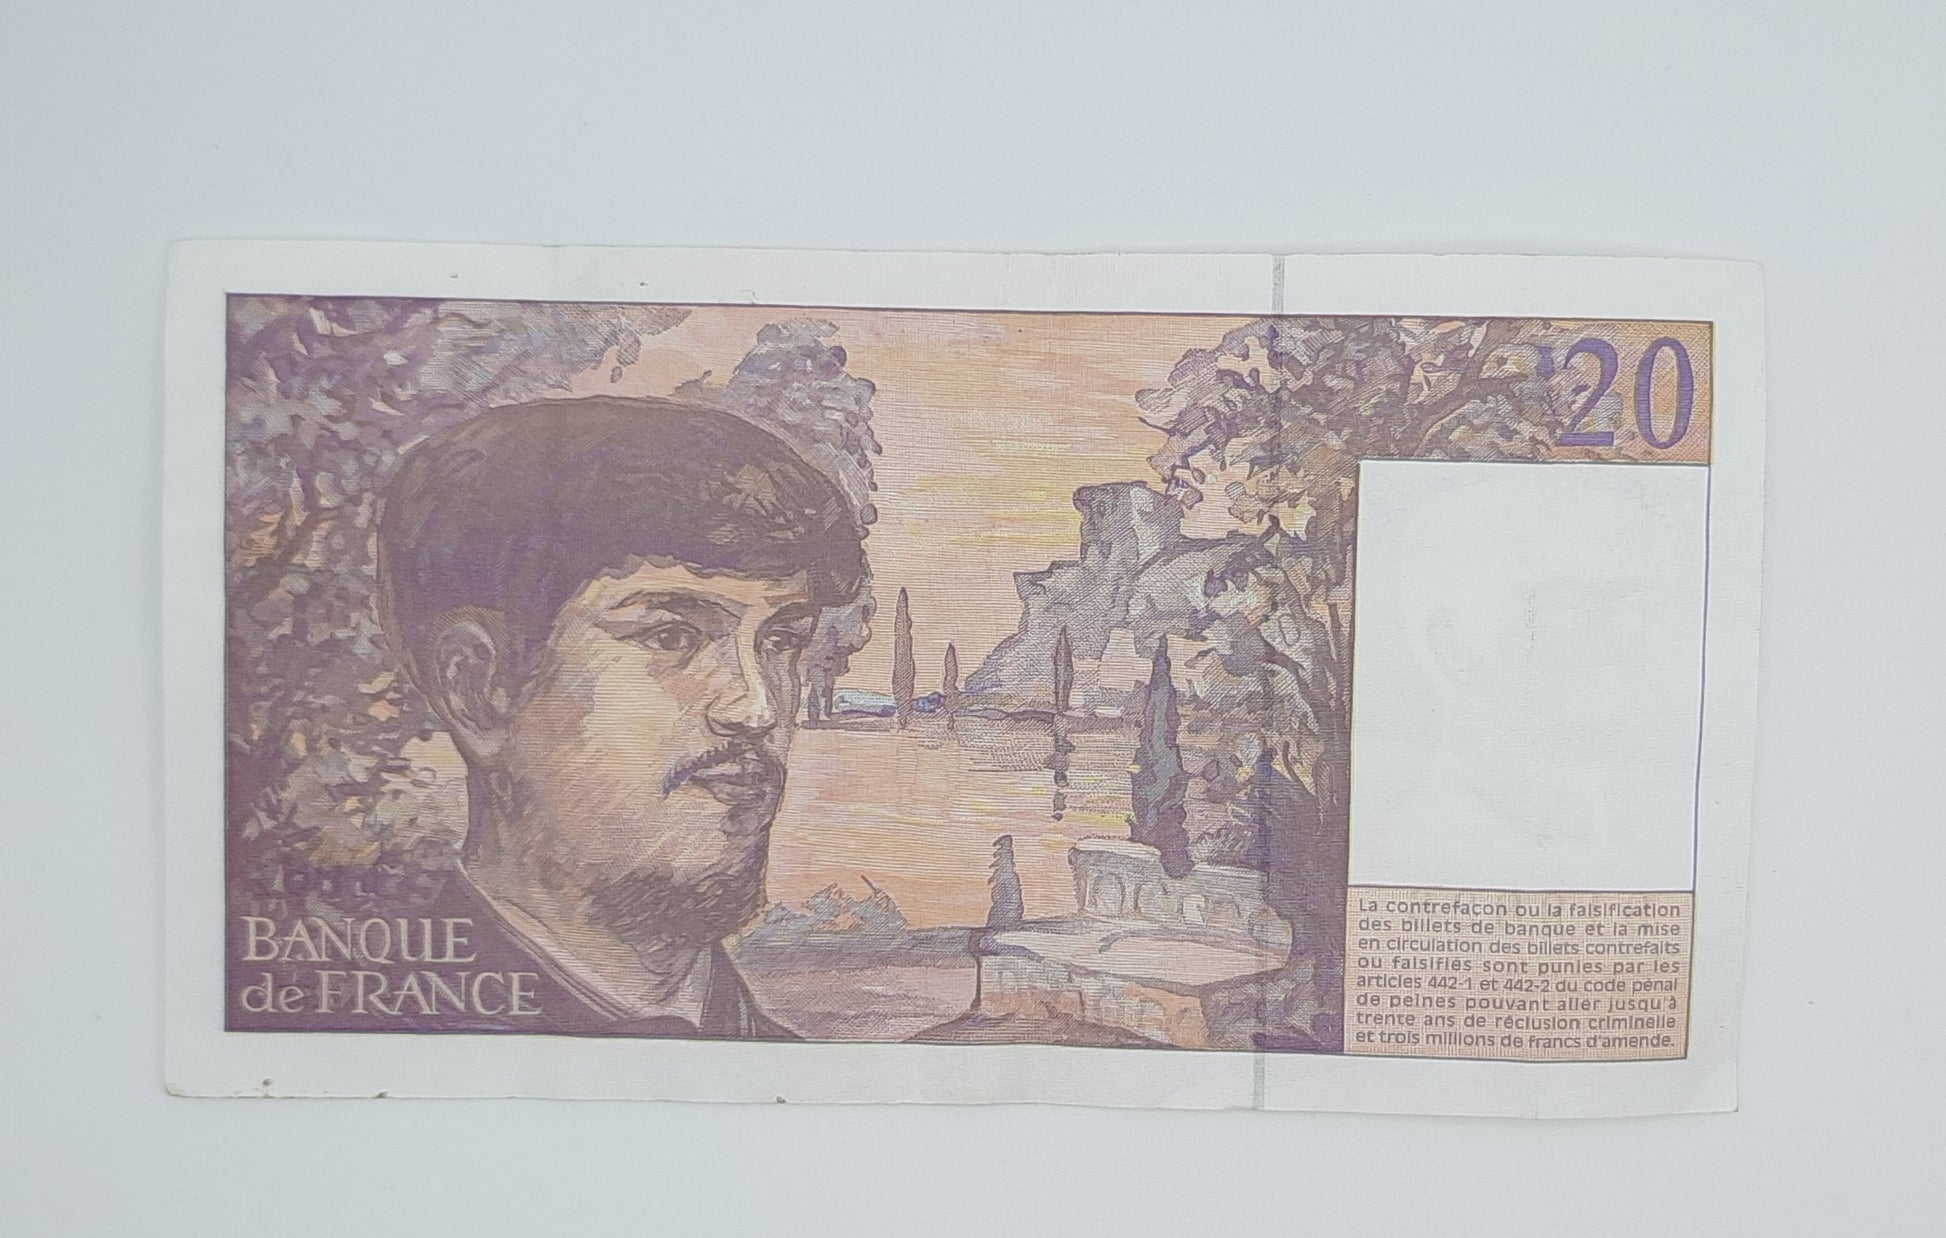 20
BANQUE
de FRANCE
La contrefaçon ou la falsification
des billets de banque et la mise
en circulation des billets contrefaits
ou falsifiés sont punies par les
articles 442-1 et 442-2 du code pénal
de peines pouvant aller jusqu'à
trente ans de réclusion criminelle
et trois millions de francs d'amende.